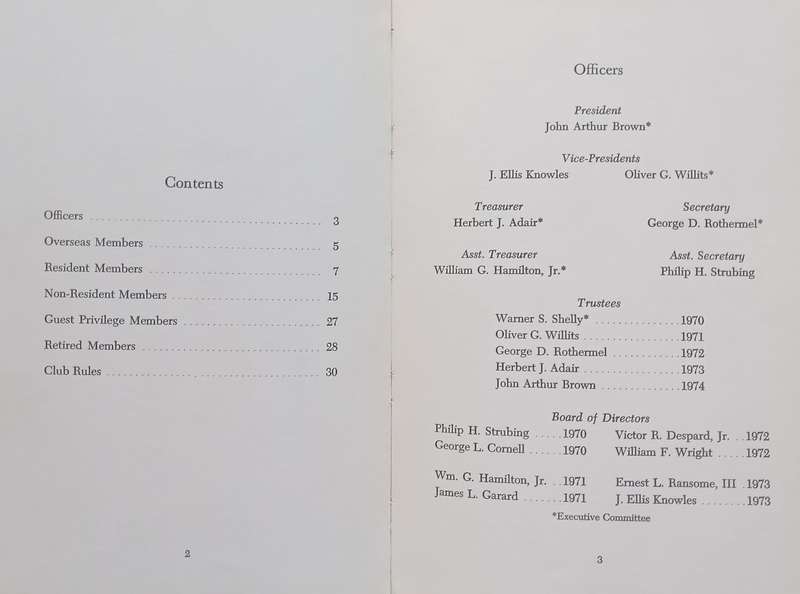 Contents
Officers 3
Overseas Members 5
Resident Members 7
Non-Resident Members 15
Guest Privilege Members 27
Retired Members 28
Club Rules 30
2
Officers
President
John Arthur Brown*
Vice-Presidents
J. Ellis Knowles Oliver G. Willits*
Treasurer Secretary
Herbert J. Adair* George D. Rothermel*
Asst. Treasurer Asst. Secretary
William G. Hamilton, Jr.* Philip H. Strubing
Trustees
Warner S. Shelly* 1970
Oliver G. Willits 1971
George D. Rothermel 1972
Herbert J. Adair 1973
John Arthur Brown 1974
Board of Directors
Philip H. Strubing 1970 Victor R. Despard, Jr. 1972
George L. Cornell 1970 William F. Wright 1972
Wm. G. Hamilton, Jr. 1971 Ernest L. Ransome, III 1973
James L. Garard 1971 J. Ellis Knowles 1973
*Executive Committee
3